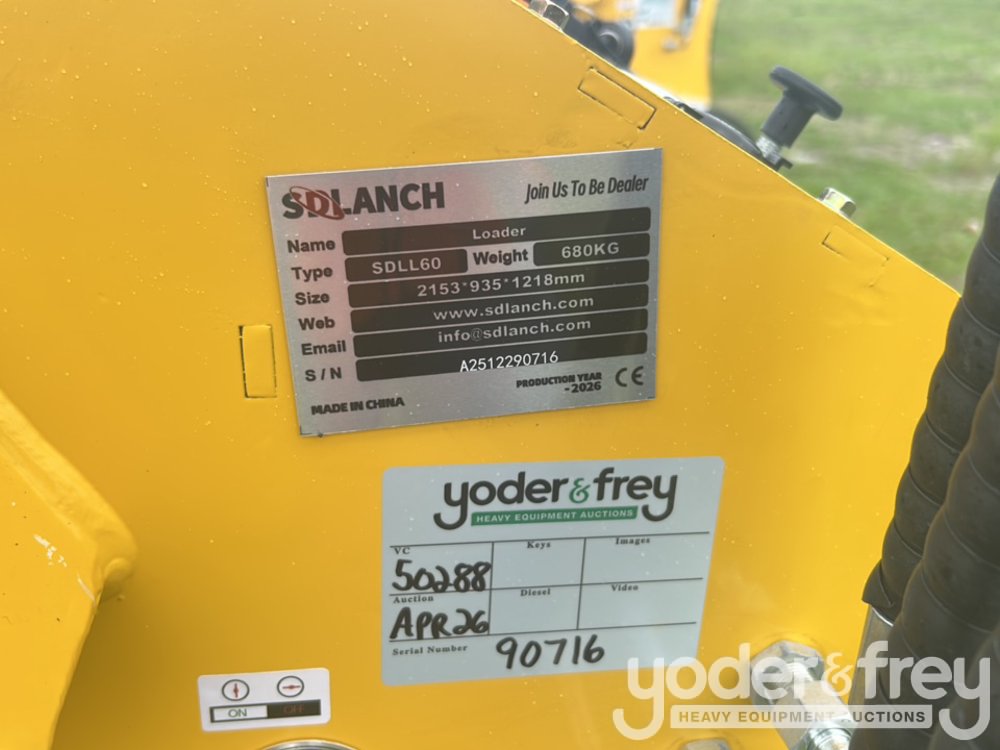 SDLANCH Join Us To Be Dealer
Name Loader
Type SDLL60 Weight 680KG
Size 2153*935*1218mm
Web www.sdlanch.com
Email info@sdlanch.com
S/N A2512290716
PRODUCTION YEAR
-2026
CE
MADE IN CHINA
yoder&frey
HEAVY EQUIPMENT AUCTIONS
VC Keys Images
50288
Auction Diesel Video
APR26
Serial Number 90716
ON OFF
yoder&frey
HEAVY EQUIPMENT AUCTIONS